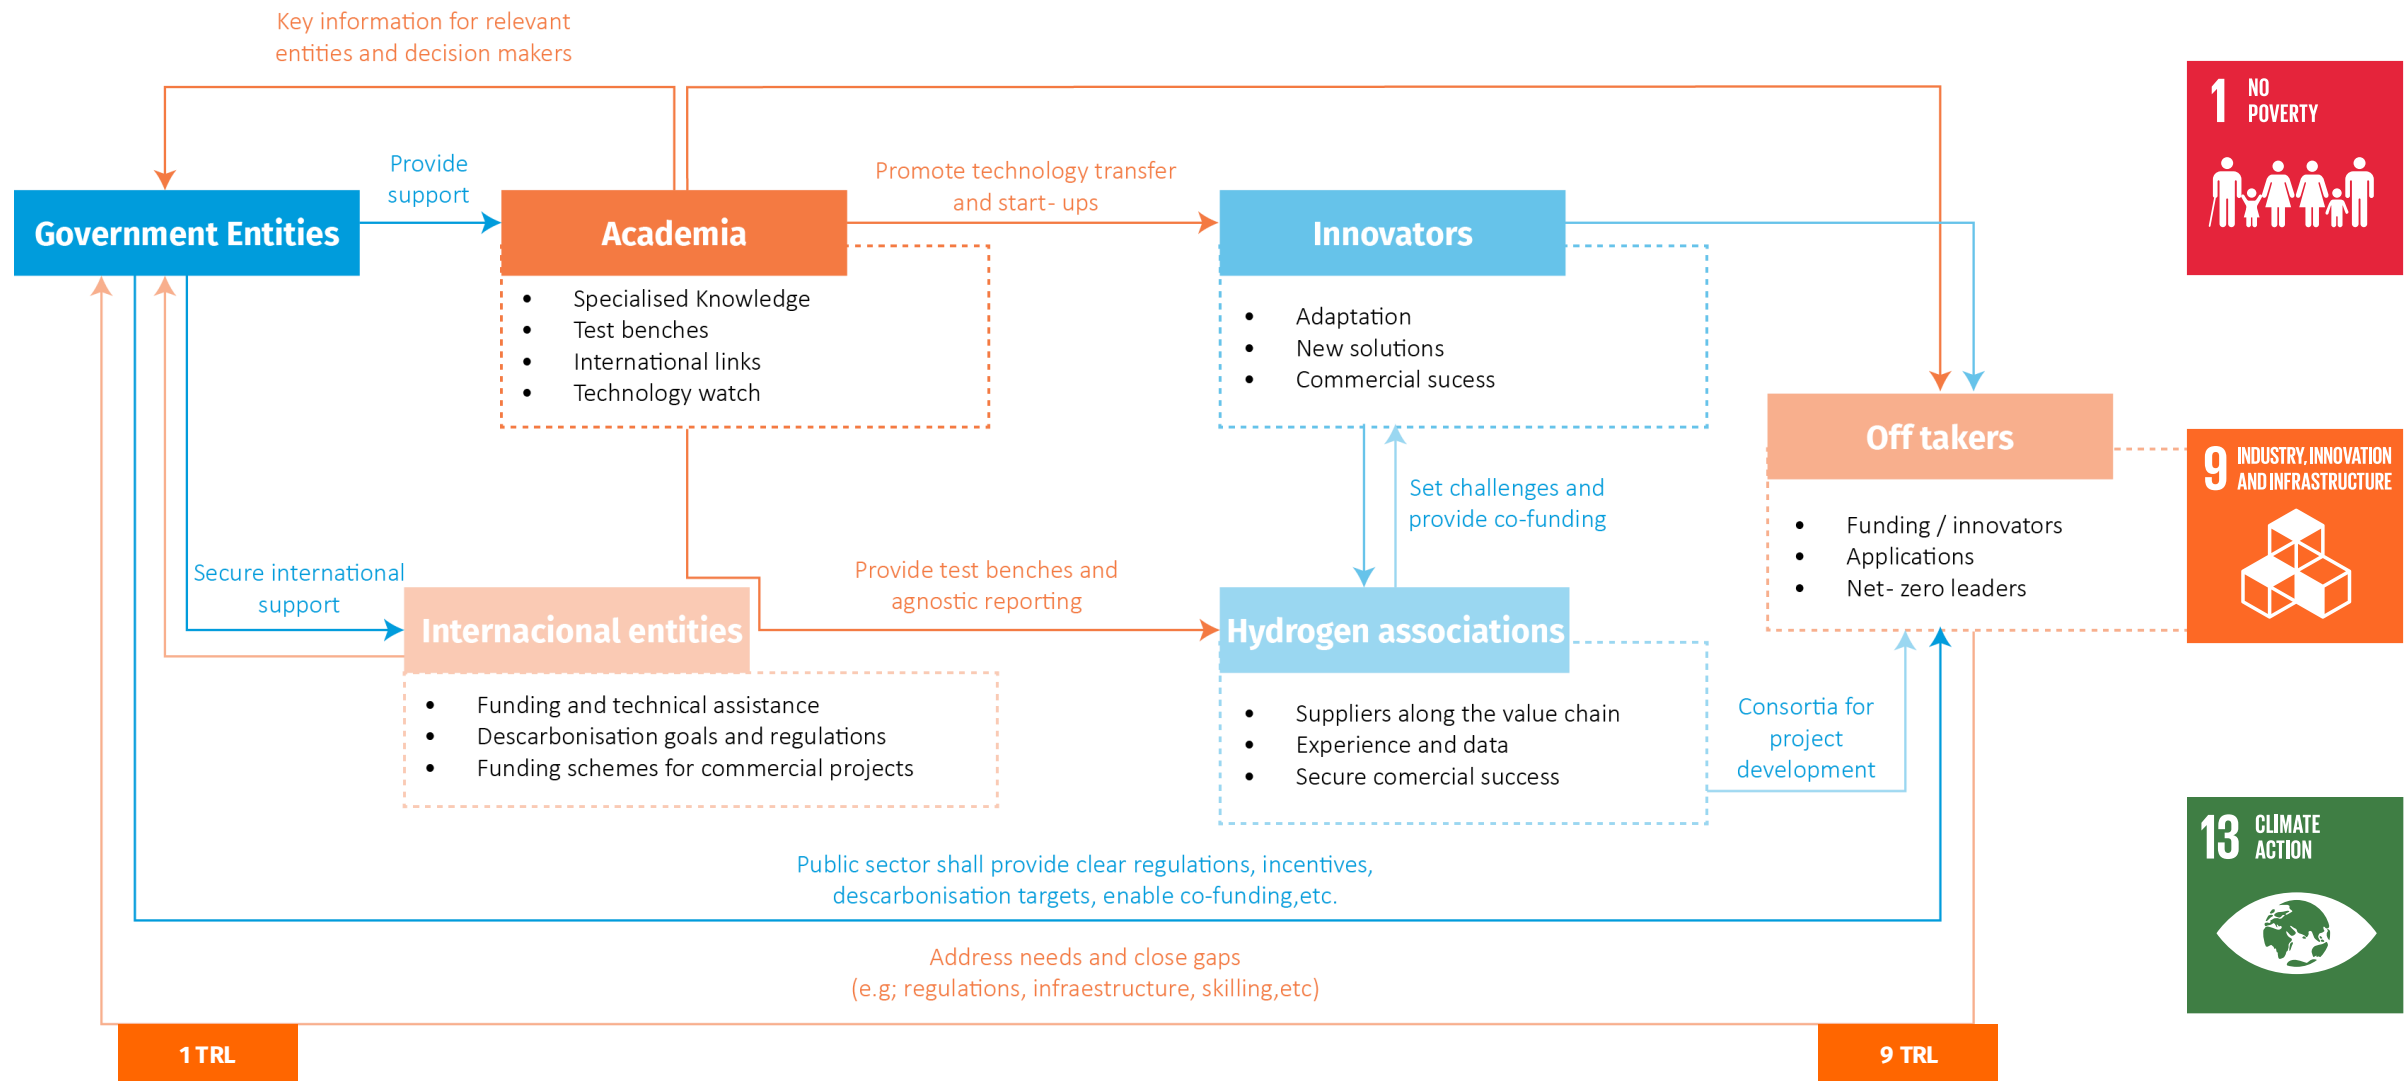 Key information for relevant
entities and decision makers
1 NO
POVERTY
Provide
support
Promote technology transfer
and start- ups
Government Entities
Academia
Innovators
• Specialised Knowledge
• Test benches
• International links
• Technology watch
• Adaptation
• New solutions
• Commercial sucess
Off takers
9 INDUSTRY, INNOVATION
AND INFRASTRUCTURE
Set challenges and
provide co-funding
• Funding / innovators
• Applications
• Net- zero leaders
Secure international
support
Provide test benches and
agnostic reporting
Internacional entities
Hydrogen associations
• Funding and technical assistance
• Descarbonisation goals and regulations
• Funding schemes for commercial projects
• Suppliers along the value chain
• Experience and data
• Secure comercial success
Consortia for
project
development
13 CLIMATE
ACTION
Public sector shall provide clear regulations, incentives,
descarbonisation targets, enable co-funding,etc.
Address needs and close gaps
(e.g; regulations, infraestructure, skilling,etc)
1 TRL
9 TRL